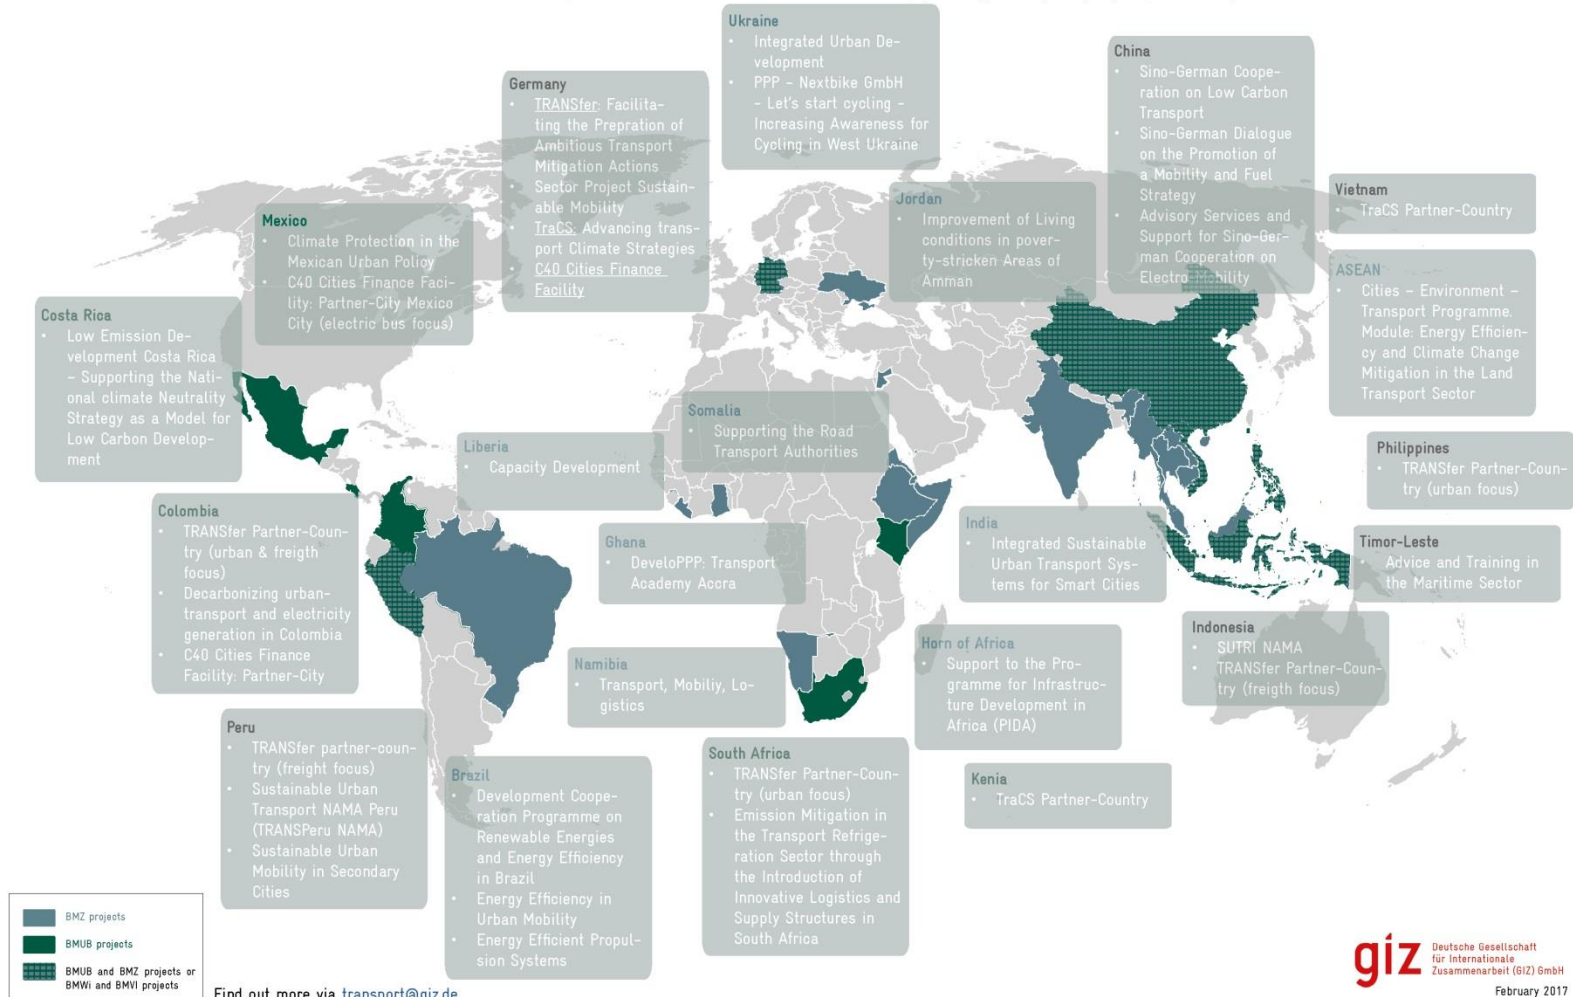 Ukraine
• Integrated Urban De-
velopment
• PPP - Nextbike GmbH
- Let's start cycling -
Increasing Awareness for
Cycling in West Ukraine
China
• Sino-German Coope-
ration on Low Carbon
Transport
• Sino-German Dialogue
on the Promotion of
a Mobility and Fuel
Strategy
• Advisory Services and
Support for Sino-Ger-
man Cooperation on
Electro-Mobility
Germany
• TRANSfer: Facilita-
ting the Prepration of
Ambitious Transport
Mitigation Actions
• Sector Project Sustain-
able Mobility
• TraCS: Advancing trans-
port Climate Strategies
• C40 Cities Finance
Facility
Vietnam
• TraCS Partner-Country
Jordan
• Improvement of Living
conditions in pover-
ty-stricken Areas of
Amman
Mexico
• Climate Protection in the
Mexican Urban Policy
• C40 Cities Finance Faci-
lity: Partner-City Mexico
City (electric bus focus)
ASEAN
• Cities - Environment -
Transport Programme.
Module: Energy Efficien-
cy and Climate Change
Mitigation in the Land
Transport Sector
Costa Rica
• Low Emission De-
velopment Costa Rica
- Supporting the Nati-
onal climate Neutrality
Strategy as a Model for
Low Carbon Develop-
ment
Somalia
• Supporting the Road
Transport Authorities
Liberia
• Capacity Development
Philippines
• TRANSfer Partner-Coun-
try (urban focus)
Colombia
• TRANSfer Partner-Coun-
try (urban & freigth
focus)
• Decarbonizing urban-
transport and electricity
generation in Colombia
• C40 Cities Finance
Facility: Partner-City
Ghana
• DeveloPPP: Transport
Academy Accra
India
• Integrated Sustainable
Urban Transport Sys-
tems for Smart Cities
Timor-Leste
• Advice and Training in
the Maritime Sector
Indonesia
• SUTRI NAMA
• TRANSfer Partner-Coun-
try (freigth focus)
Horn of Africa
• Support to the Pro-
gramme for Infrastruc-
ture Development in
Africa (PIDA)
Namibia
• Transport, Mobiliy, Lo-
gistics
Peru
• TRANSfer partner-coun-
try (freight focus)
• Sustainable Urban
Transport NAMA Peru
(TRANSPeru NAMA)
• Sustainable Urban
Mobility in Secondary
Cities
Brazil
• Development Coope-
ration Programme on
Renewable Energies
and Energy Efficiency
in Brazil
• Energy Efficiency in
Urban Mobility
• Energy Efficient Propul-
sion Systems
South Africa
• TRANSfer Partner-Coun-
try (urban focus)
• Emission Mitigation in
the Transport Refrige-
ration Sector through
the Introduction of
Innovative Logistics and
Supply Structures in
South Africa
Kenia
• TraCS Partner-Country
BMZ projects
BMUB projects
BMUB and BMZ projects or
BMWi and BMVI projects
Find out more via transport@giz.de
giz
Deutsche Gesellschaft
für Internationale
Zusammenarbeit (GIZ) GmbH
February 2017